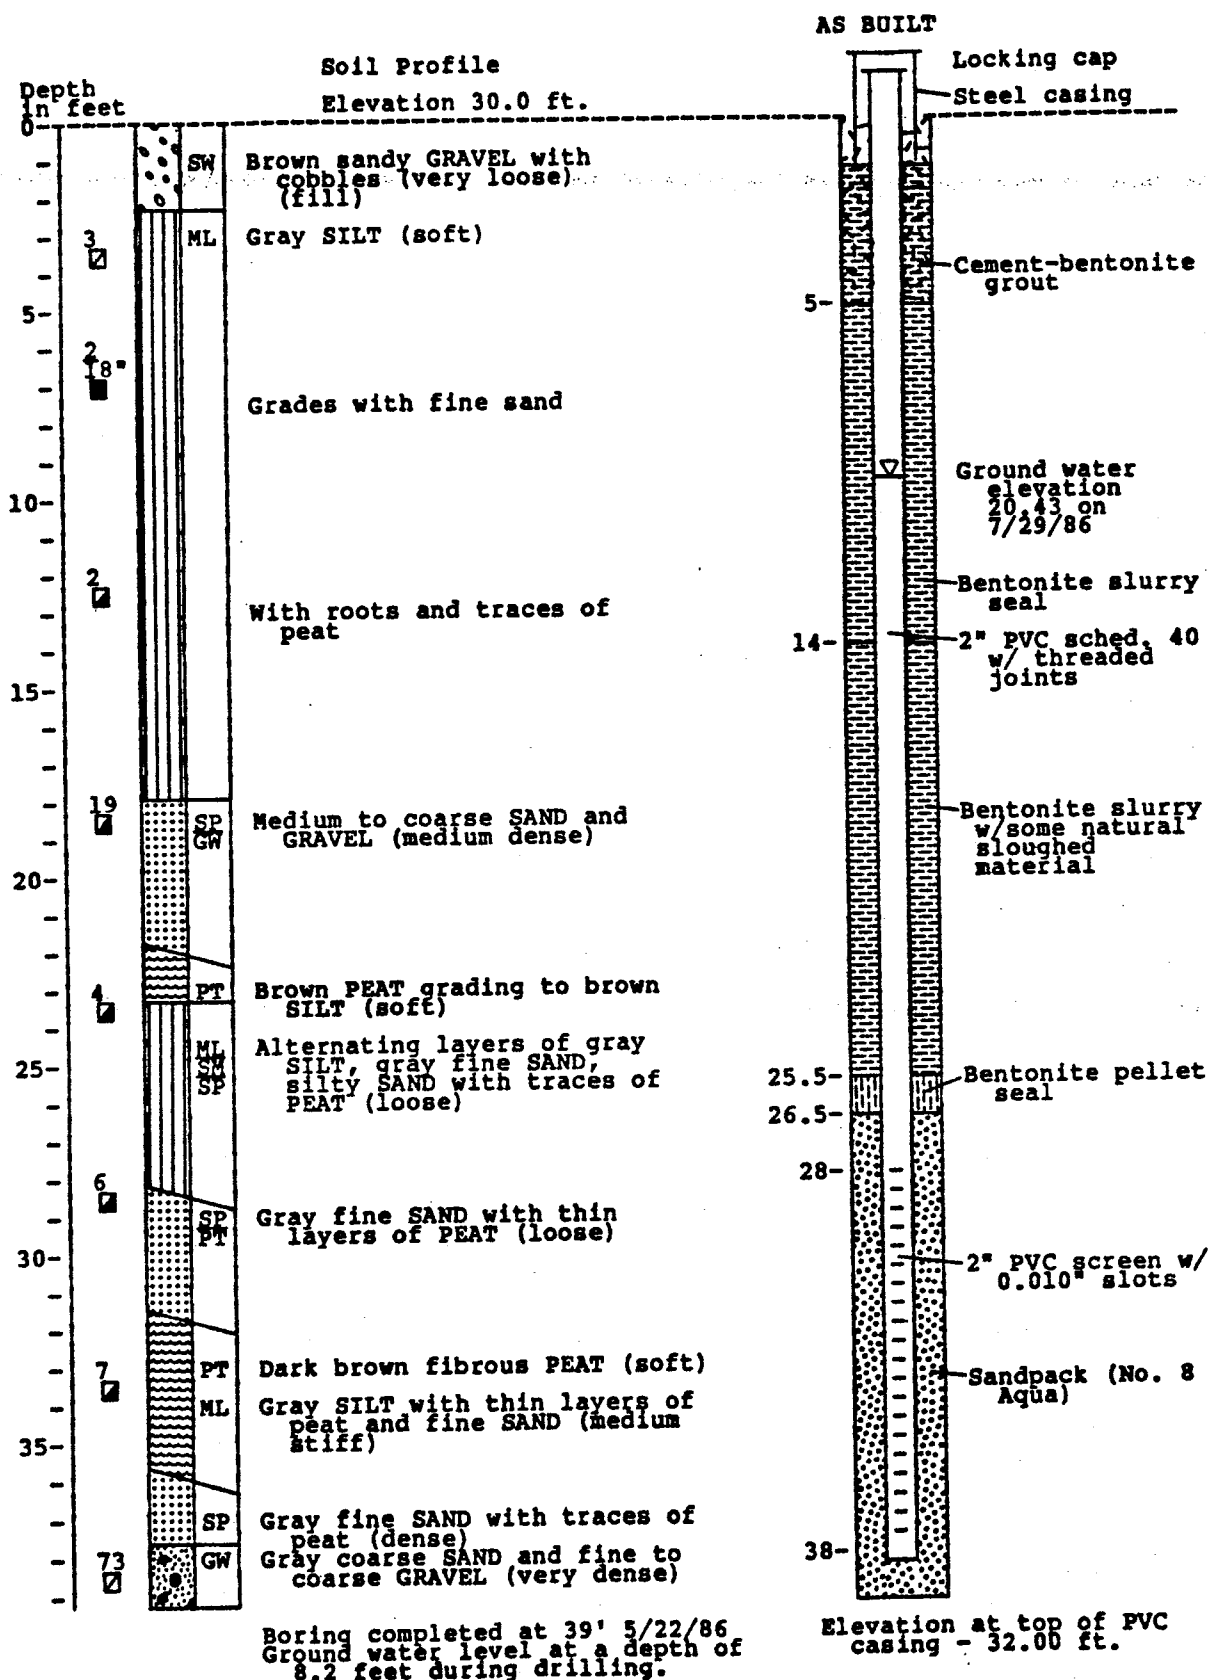 AS BUILT
Soil Profile
Locking cap
Depth
in feet
Elevation 30.0 ft.
Steel casing
0
SW
Brown sandy GRAVEL with
cobbles (very loose)
(fill)
3
ML
Gray SILT (soft)
Cement-bentonite
grout
5-
5-
2
18"
Grades with fine sand
Ground water
elevation
20.43 on
7/29/86
10-
2
Bentonite slurry
seal
With roots and traces of
peat
14-
2" PVC sched. 40
w/ threaded
joints
15-
19
SP
GW
Medium to coarse SAND and
GRAVEL (medium dense)
Bentonite slurry
w/some natural
sloughed
material
20-
4
PT
Brown PEAT grading to brown
SILT (soft)
ML
SM
SP
Alternating layers of gray
SILT, gray fine SAND,
silty SAND with traces of
PEAT (loose)
25-
25.5-
Bentonite pellet
seal
26.5-
28-
6
SP
PT
Gray fine SAND with thin
layers of PEAT (loose)
30-
2" PVC screen w/
0.010" slots
7
PT
Dark brown fibrous PEAT (soft)
Sandpack (No. 8
Aqua)
ML
Gray SILT with thin layers of
peat and fine SAND (medium
stiff)
35-
SP
Gray fine SAND with traces of
peat (dense)
73
GW
Gray coarse SAND and fine to
coarse GRAVEL (very dense)
38-
Boring completed at 39' 5/22/86
Ground water level at a depth of
8.2 feet during drilling.
Elevation at top of PVC
casing - 32.00 ft.